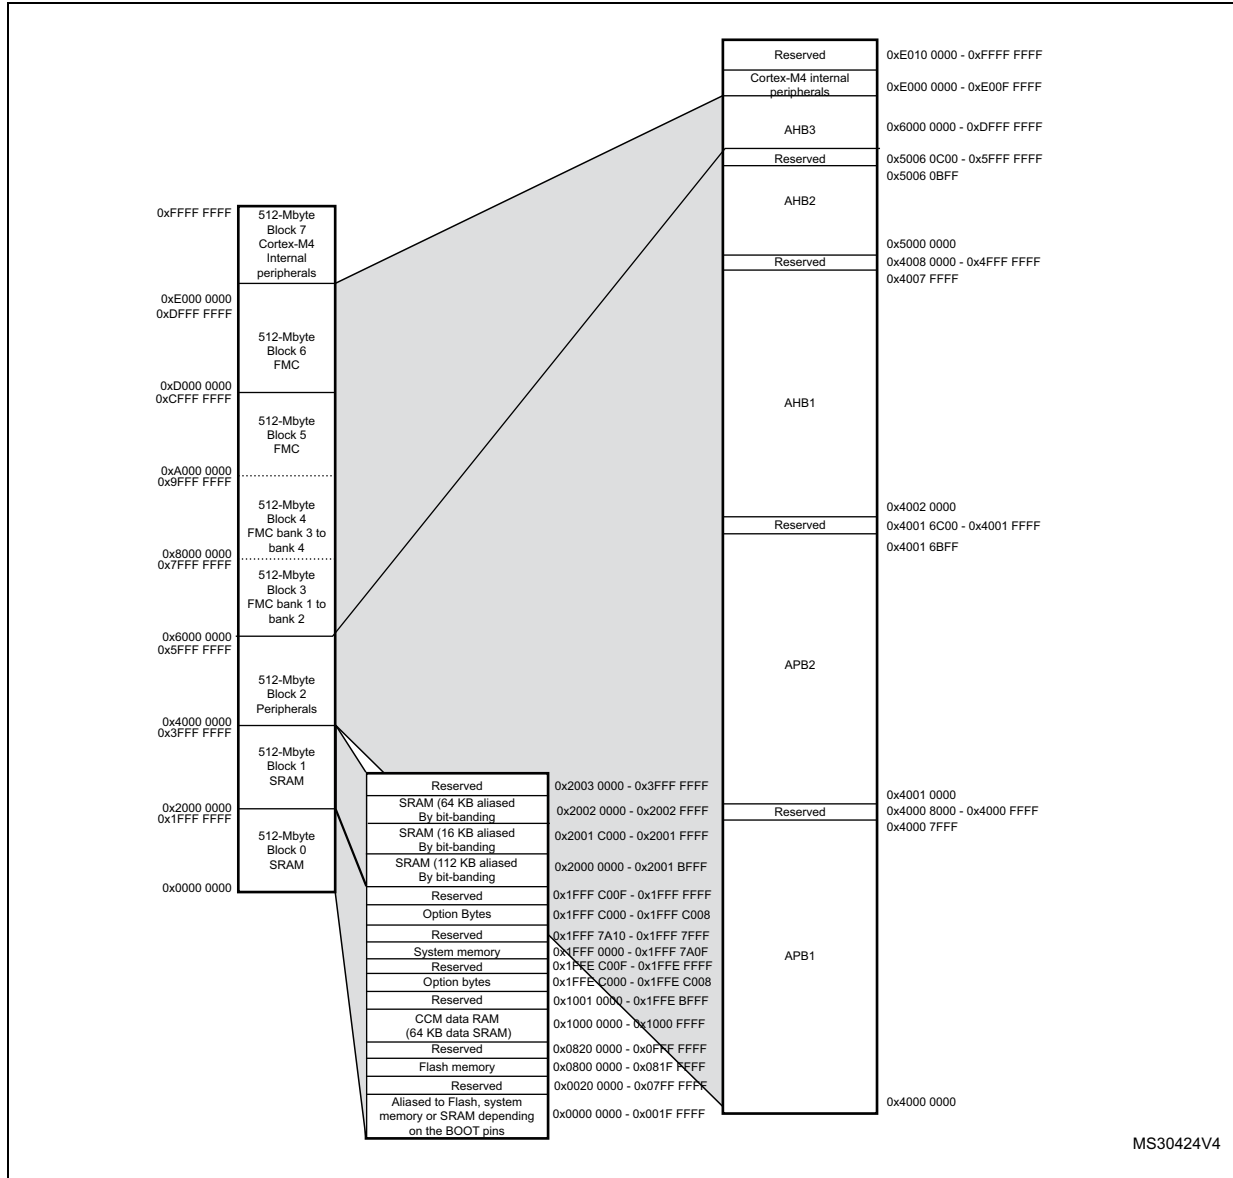 0xFFFF FFFF
512-Mbyte
Block 7
Cortex-M4
Internal
peripherals
0xE000 0000
0xDFFF FFFF
512-Mbyte
Block 6
FMC
0xD000 0000
0xCFFF FFFF
512-Mbyte
Block 5
FMC
0xA000 0000
0x9FFF FFFF
512-Mbyte
Block 4
FMC bank 3 to
bank 4
0x8000 0000
0x7FFF FFFF
512-Mbyte
Block 3
FMC bank 1 to
bank 2
0x6000 0000
0x5FFF FFFF
512-Mbyte
Block 2
Peripherals
0x4000 0000
0x3FFF FFFF
512-Mbyte
Block 1
SRAM
0x2000 0000
0x1FFF FFFF
512-Mbyte
Block 0
SRAM
0x0000 0000
Reserved 0x2003 0000 - 0x3FFF FFFF
SRAM (64 KB aliased
By bit-banding
0x2002 0000 - 0x2002 FFFF
SRAM (16 KB aliased
By bit-banding
0x2001 C000 - 0x2001 FFFF
SRAM (112 KB aliased
By bit-banding
0x2000 0000 - 0x2001 BFFF
Reserved 0x1FFF C00F - 0x1FFF FFFF
Option Bytes 0x1FFF C000 - 0x1FFF C008
Reserved 0x1FFF 7A10 - 0x1FFF 7FFF
System memory 0x1FFF 0000 - 0x1FFF 7A0F
Reserved 0x1FFE C00F - 0x1FFE FFFF
Option bytes 0x1FFE C000 - 0x1FFE C008
Reserved 0x1001 0000 - 0x1FFE BFFF
CCM data RAM
(64 KB data SRAM)
0x1000 0000 - 0x1000 FFFF
Reserved 0x0820 0000 - 0x0FFF FFFF
Flash memory 0x0800 0000 - 0x081F FFFF
Reserved 0x0020 0000 - 0x07FF FFFF
Aliased to Flash, system
memory or SRAM depending
on the BOOT pins
0x0000 0000 - 0x001F FFFF
Reserved 0xE010 0000 - 0xFFFF FFFF
Cortex-M4 internal
peripherals
0xE000 0000 - 0xE00F FFFF
AHB3 0x6000 0000 - 0xDFFF FFFF
Reserved 0x5006 0C00 - 0x5FFF FFFF
0x5006 0BFF
AHB2
0x5000 0000
Reserved 0x4008 0000 - 0x4FFF FFFF
0x4007 FFFF
AHB1
0x4002 0000
Reserved 0x4001 6C00 - 0x4001 FFFF
0x4001 6BFF
APB2
0x4001 0000
Reserved 0x4000 8000 - 0x4000 FFFF
0x4000 7FFF
APB1
0x4000 0000
MS30424V4